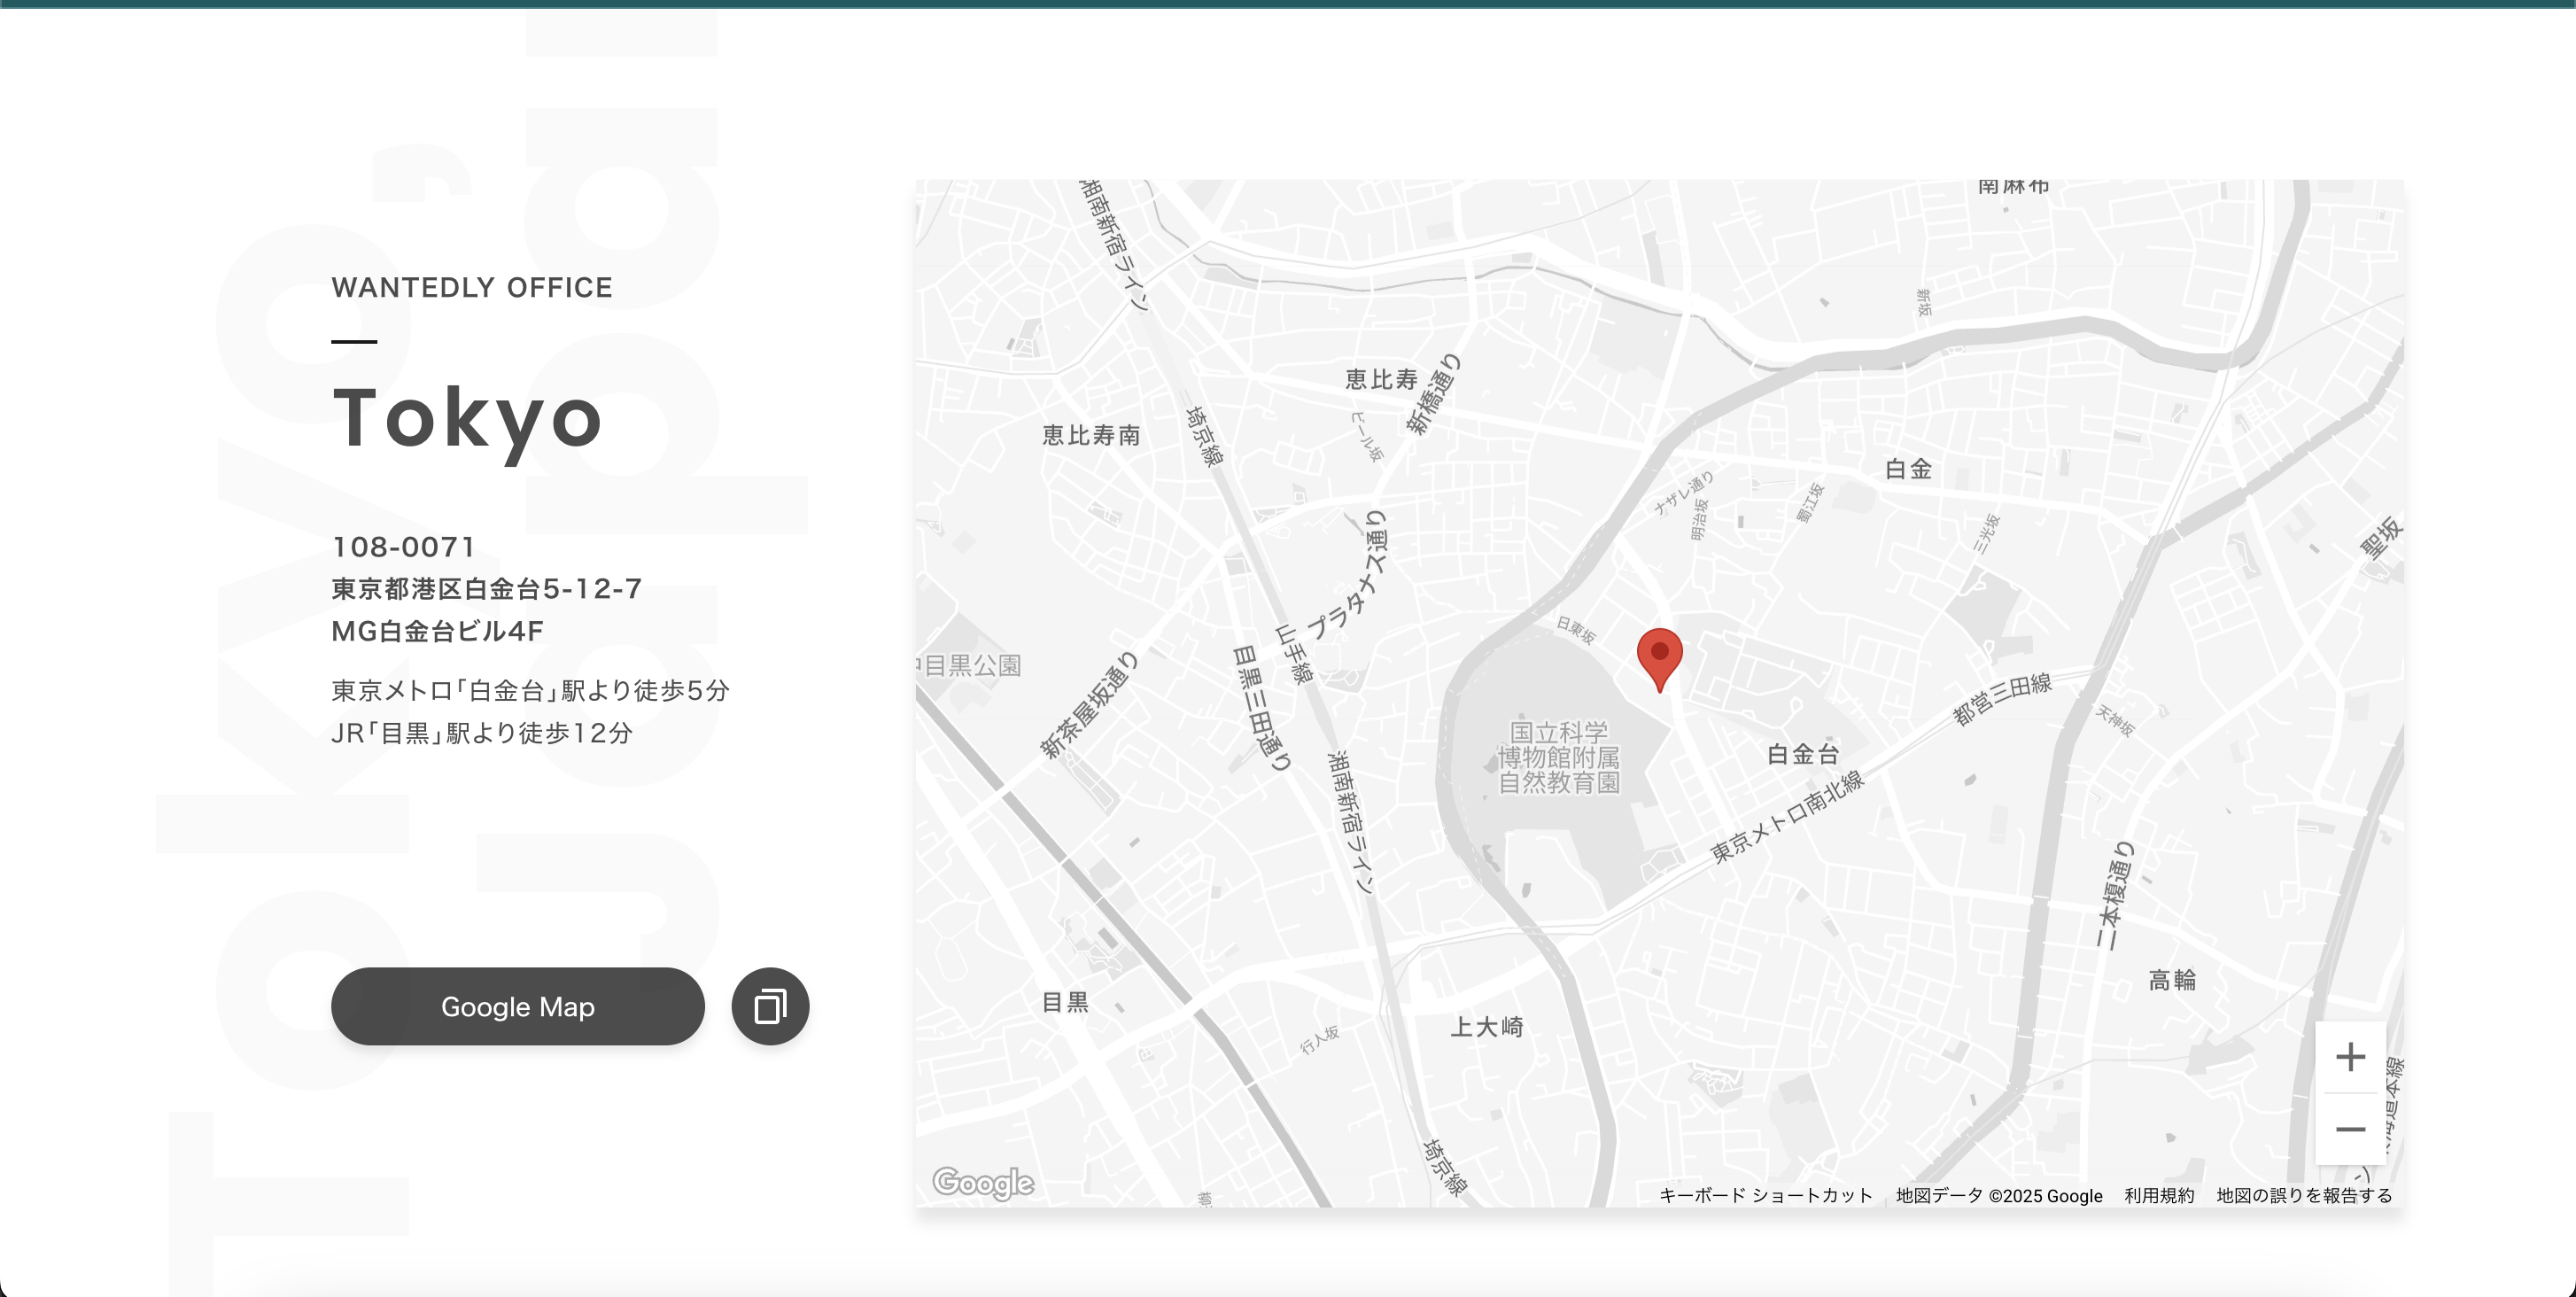 WANTEDLY OFFICE
Tokyo
108-0071
東京都港区白金台5-12-7
MG白金台ビル4F
東京メトロ「白金台」駅より徒歩5分
JR「目黒」駅より徒歩12分
Google Map
Tokyo,
Japan
南麻布
湘南新宿ライン
新坂
恵比寿
新橋通り
恵比寿南
埼京線
ビール坂
白金
ナザレ通り
明治坂
蜀江坂
三光坂
聖坂
プラタナス通り
日東坂
山手線
目黒三田通り
中目黒公園
新茶屋坂通り
都営三田線
天神坂
国立科学
博物館附属
自然教育園
白金台
湘南新宿ライン
東京メトロ南北線
二本榎通り
高輪
目黒
上大崎
行人坂
埼京線
Google
キーボード ショートカット
地図データ ©2025 Google
利用規約
地図の誤りを報告する